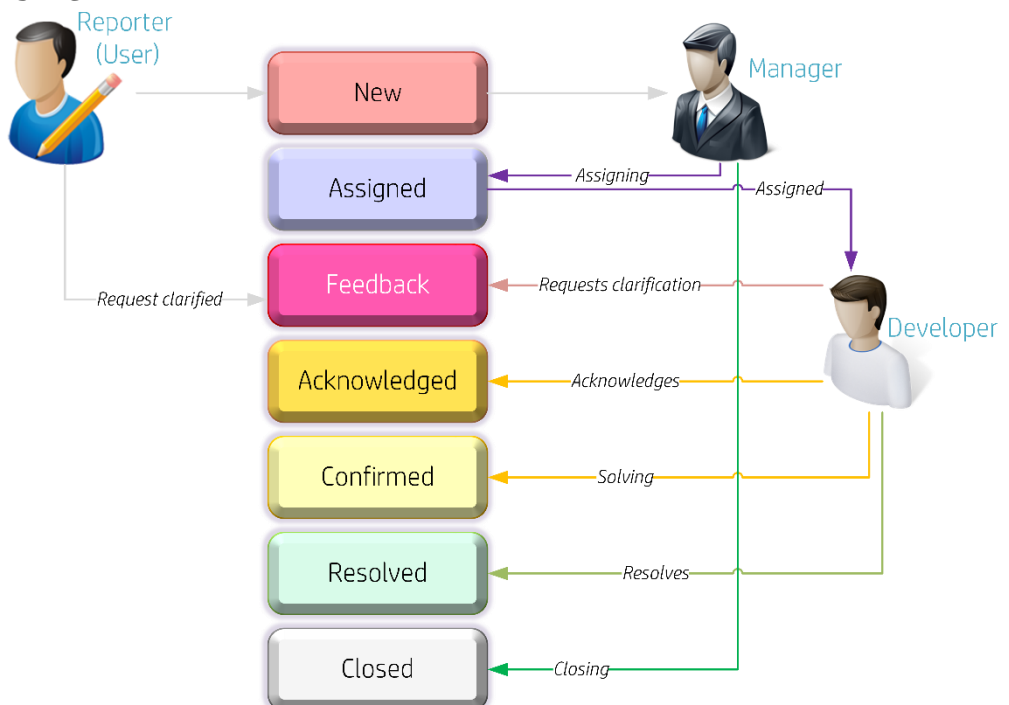 Reporter
(User)
New
Manager
Assigned
Assigning
Assigned
Feedback
Requests clarification
Request clarified
Developer
Acknowledged
Acknowledges
Confirmed
Solving
Resolved
Resolves
Closed
Closing